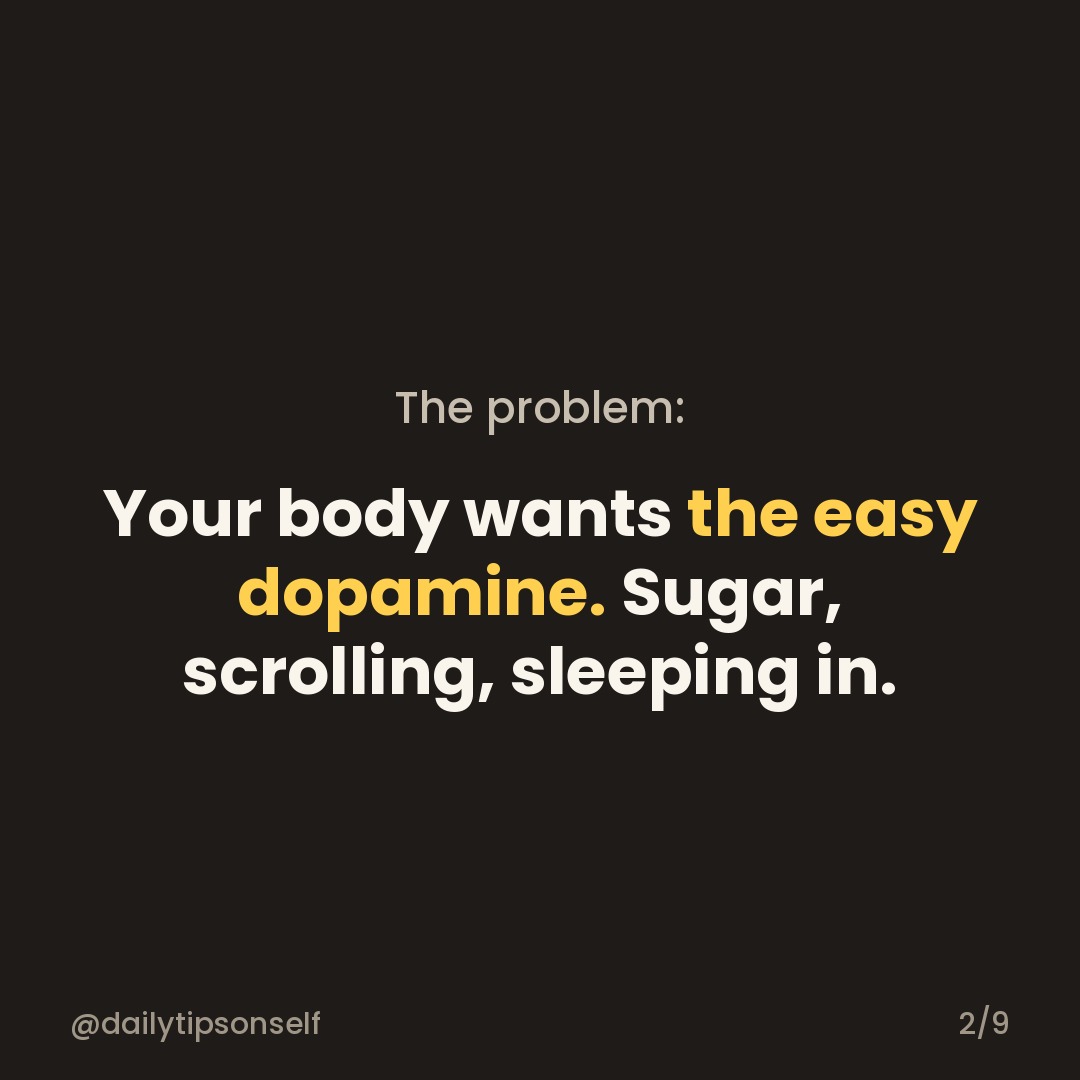 The problem:
Your body wants the easy
dopamine. Sugar,
scrolling, sleeping in.
@dailytipsonself
2/9